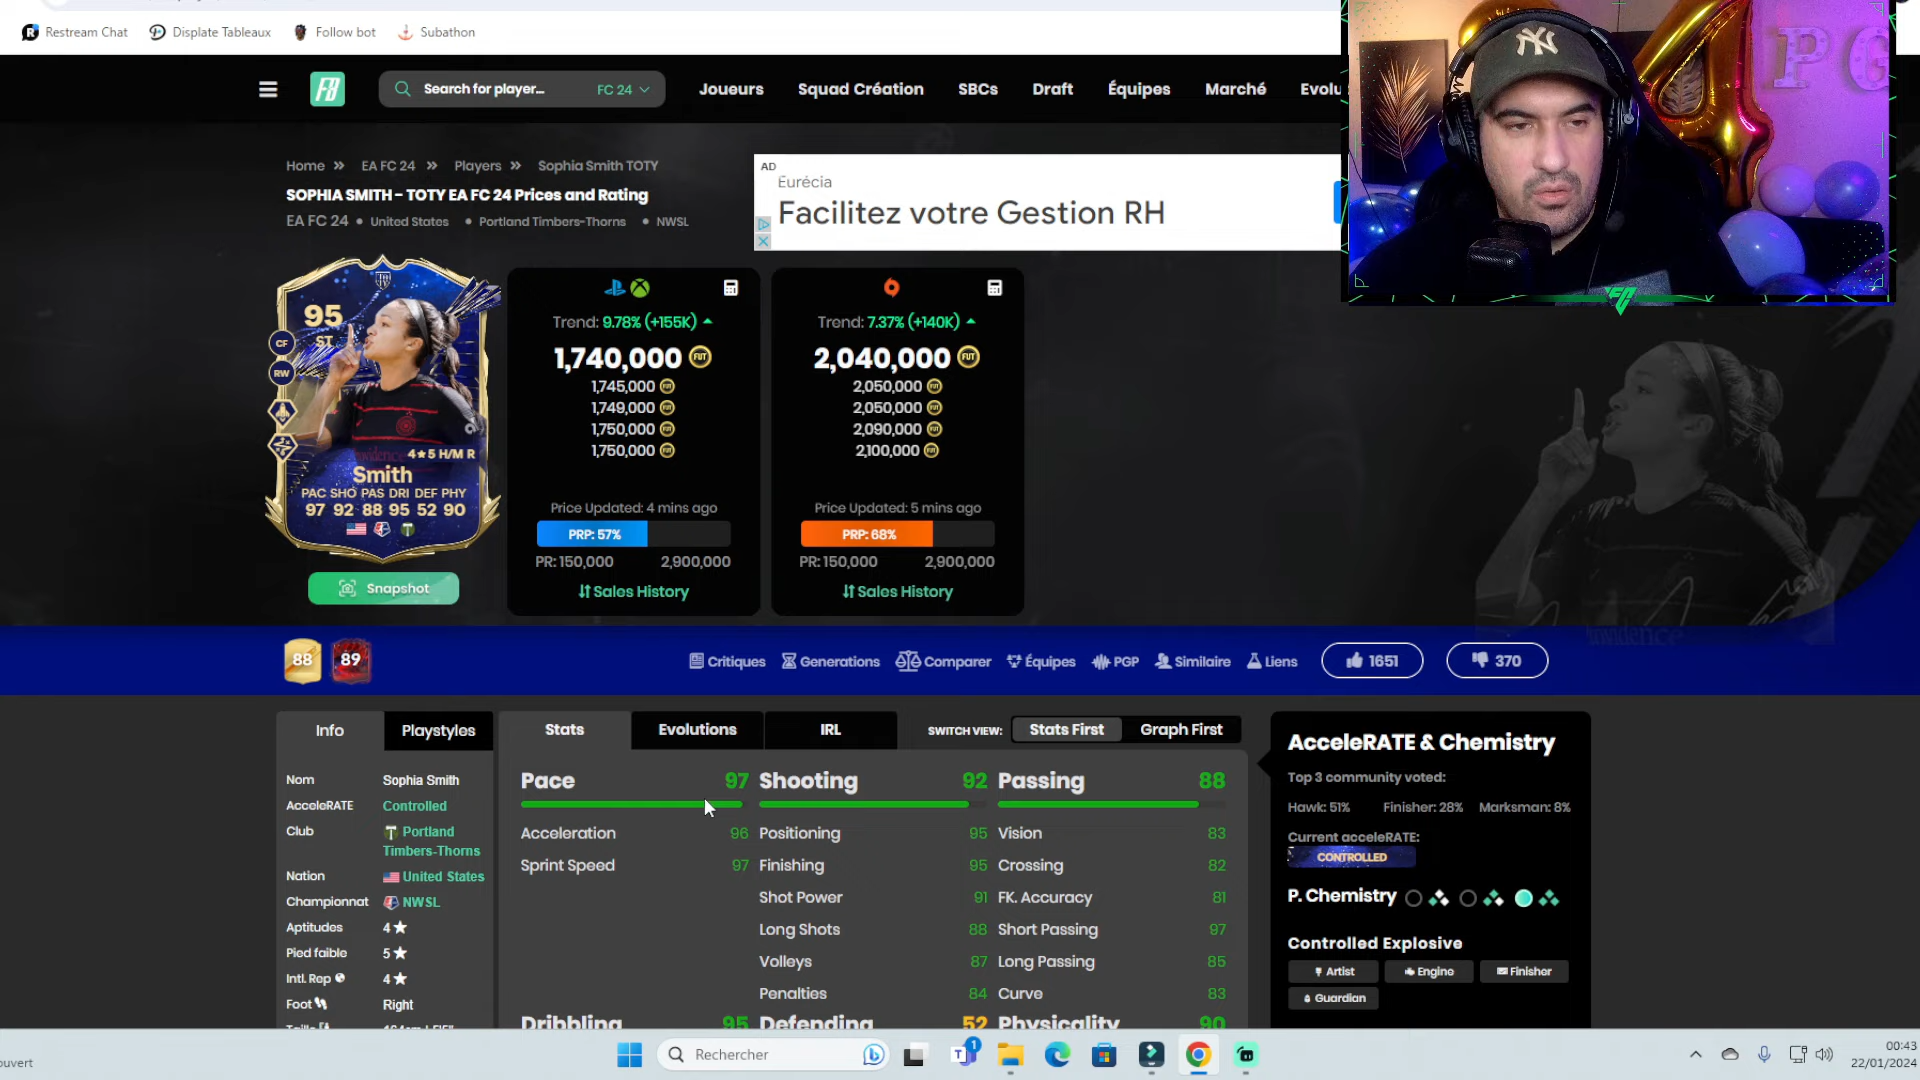 Restream Chat Displate Tableaux Follow bot Subathon
Search for player... FC 24 Joueurs Squad Création SBCs Draft Équipes Marché Evolu
Home » EA FC 24 » Players » Sophia Smith TOTY
SOPHIA SMITH - TOTY EA FC 24 Prices and Rating
EA FC 24 • United States • Portland Timbers-Thorns • NWSL
AD
Eurécia
Facilitez votre Gestion RH
95
ST
CF
RW
4★5 H/M R
Smith
PAC SHO PAS DRI DEF PHY
97 92 88 95 52 90
Snapshot
Trend: 9.78% (+155K)
1,740,000
1,745,000
1,749,000
1,750,000
1,750,000
Price Updated: 4 mins ago
PRP: 57%
PR: 150,000 2,900,000
Sales History
Trend: 7.37% (+140K)
2,040,000
2,050,000
2,050,000
2,090,000
2,100,000
Price Updated: 5 mins ago
PRP: 68%
PR: 150,000 2,900,000
Sales History
NY
4 PG
88 89 Critiques Generations Comparer Équipes PGP Similaire Liens 1651 370
Info Playstyles
Nom Sophia Smith
AcceleRATE Controlled
Club Portland
Timbers-Thorns
Nation United States
Championnat NWSL
Aptitudes 4★
Pied faible 5★
Intl. Rep 4★
Foot Right
Stats Evolutions IRL SWITCH VIEW: Stats First Graph First
Pace 97 Shooting 92 Passing 88
Acceleration 96 Positioning 95 Vision 83
Sprint Speed 97 Finishing 95 Crossing 82
Shot Power 91 FK. Accuracy 81
Long Shots 88 Short Passing 97
Volleys 87 Long Passing 85
Penalties 84 Curve 83
Dribbling 95 Defending 52 Physicality 90
AcceleRATE & Chemistry
Top 3 community voted:
Hawk: 51% Finisher: 28% Marksman: 8%
Current acceleRATE:
CONTROLLED
P. Chemistry
Controlled Explosive
Artist Engine Finisher
Guardian
ouvert
Rechercher
1
00:43
22/01/2024